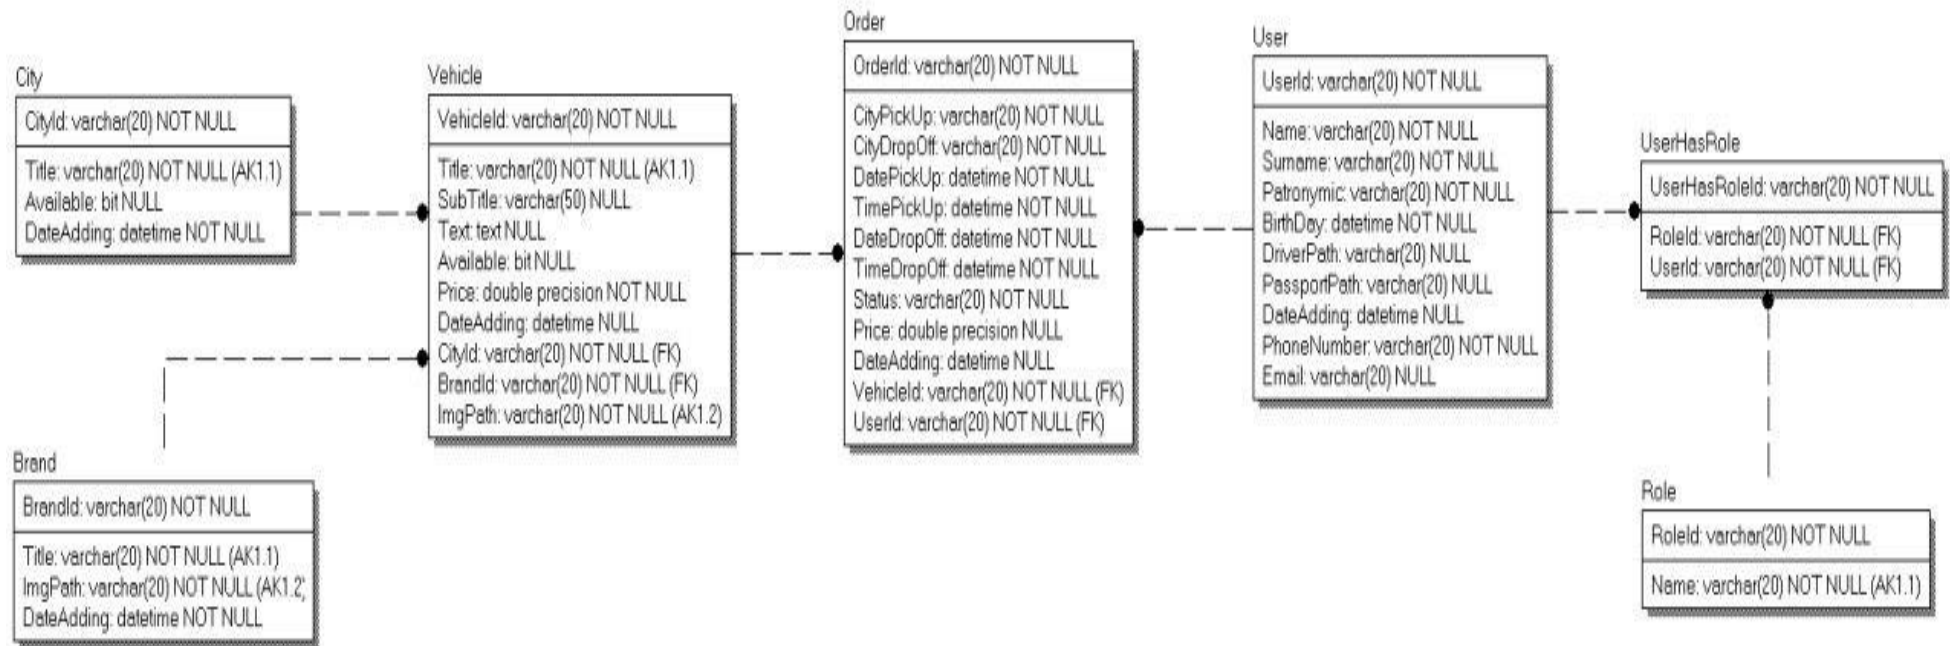 City
CityId: varchar(20) NOT NULL
Title: varchar(20) NOT NULL (AK1.1)
Available: bit NULL
DateAdding: datetime NOT NULL
Brand
BrandId: varchar(20) NOT NULL
Title: varchar(20) NOT NULL (AK1.1)
ImgPath: varchar(20) NOT NULL (AK1.2)
DateAdding: datetime NOT NULL
Vehicle
VehicleId: varchar(20) NOT NULL
Title: varchar(20) NOT NULL (AK1.1)
SubTitle: varchar(50) NULL
Text: text NULL
Available: bit NULL
Price: double precision NOT NULL
DateAdding: datetime NULL
CityId: varchar(20) NOT NULL (FK)
BrandId: varchar(20) NOT NULL (FK)
ImgPath: varchar(20) NOT NULL (AK1.2)
Order
OrderId: varchar(20) NOT NULL
CityPickUp: varchar(20) NOT NULL
CityDropOff: varchar(20) NOT NULL
DatePickUp: datetime NOT NULL
TimePickUp: datetime NOT NULL
DateDropOff: datetime NOT NULL
TimeDropOff: datetime NOT NULL
Status: varchar(20) NOT NULL
Price: double precision NULL
DateAdding: datetime NULL
VehicleId: varchar(20) NOT NULL (FK)
UserId: varchar(20) NOT NULL (FK)
User
UserId: varchar(20) NOT NULL
Name: varchar(20) NOT NULL
Surname: varchar(20) NOT NULL
Patronymic: varchar(20) NOT NULL
BirthDay: datetime NOT NULL
DriverPath: varchar(20) NULL
PassportPath: varchar(20) NULL
DateAdding: datetime NULL
PhoneNumber: varchar(20) NOT NULL
Email: varchar(20) NULL
UserHasRole
UserHasRoleId: varchar(20) NOT NULL
RoleId: varchar(20) NOT NULL (FK)
UserId: varchar(20) NOT NULL (FK)
Role
RoleId: varchar(20) NOT NULL
Name: varchar(20) NOT NULL (AK1.1)